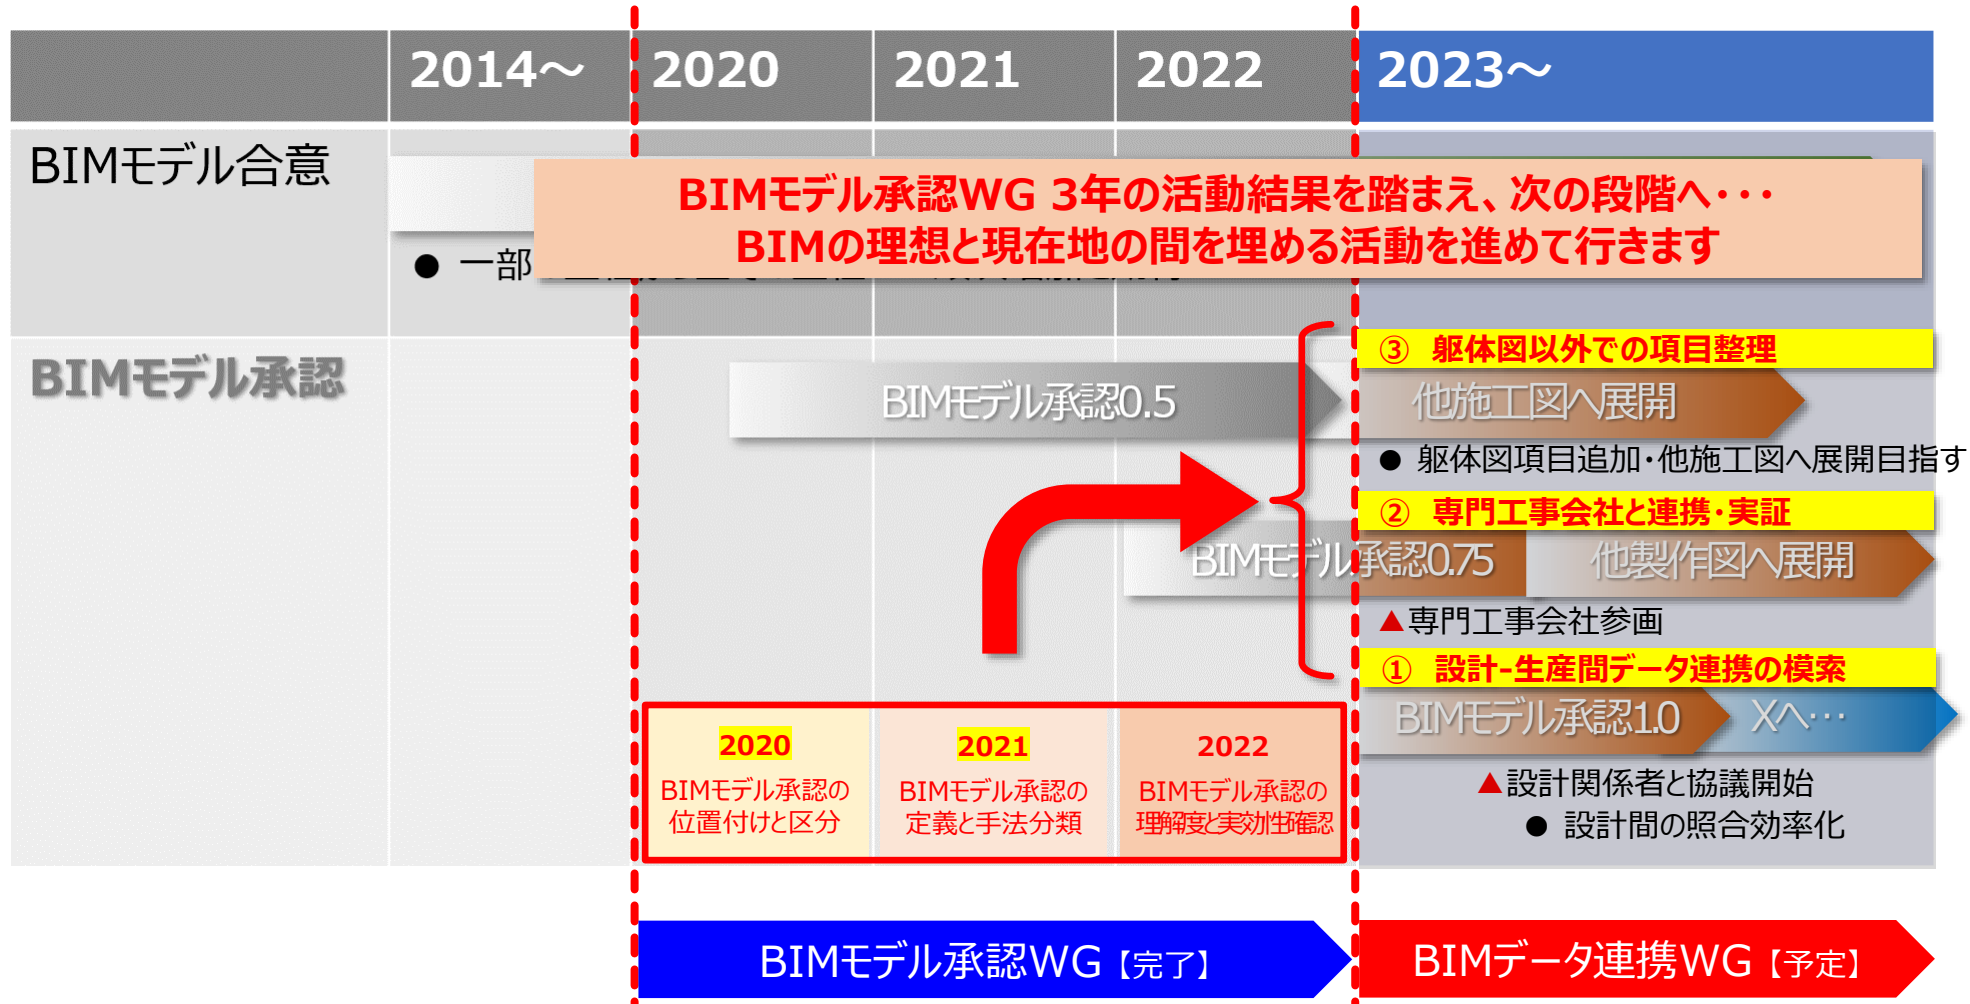 2014～
2020
2021
2022
2023～
BIMモデル合意
BIMモデル承認WG 3年の活動結果を踏まえ、次の段階へ・・・
BIMの理想と現在地の間を埋める活動を進めて行きます
● 一部
BIMモデル承認
③ 躯体図以外での項目整理
BIMモデル承認0.5
他施工図へ展開
● 躯体図項目追加・他施工図へ展開目指す
② 専門工事会社と連携・実証
BIMモデル承認0.75
他製作図へ展開
▲専門工事会社参画
① 設計-生産間データ連携の模索
BIMモデル承認1.0
Xへ…
▲設計関係者と協議開始
● 設計間の照合効率化
2020
BIMモデル承認の
位置付けと区分
2021
BIMモデル承認の
定義と手法分類
2022
BIMモデル承認の
理解度と実効性確認
BIMモデル承認WG【完了】
BIMデータ連携WG【予定】